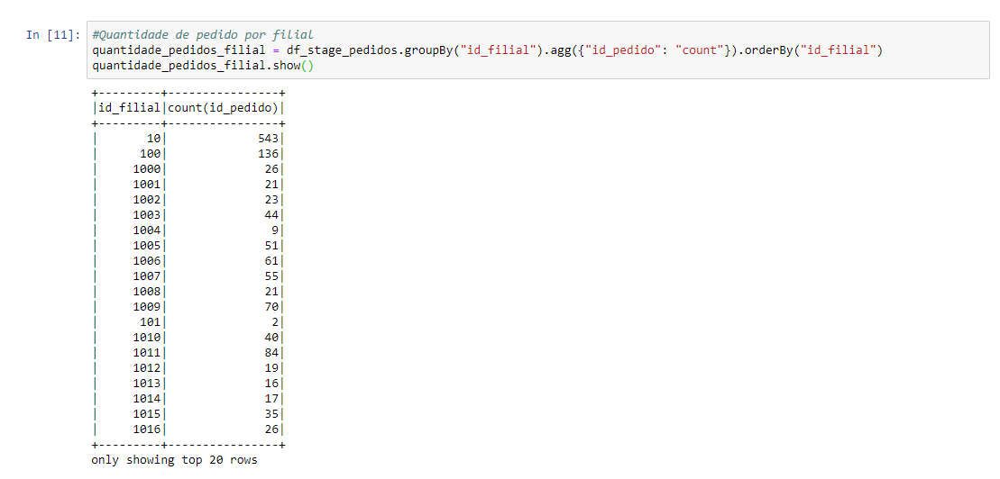 In [11]: #Quantidade de pedido por filial
quantidade_pedidos_filial = df_stage_pedidos.groupBy("id_filial").agg({"id_pedido": "count"}).orderBy("id_filial")
quantidade_pedidos_filial.show()
+---------+----------------+
|id_filial|count(id_pedido)|
+---------+----------------+
|       10|             543|
|      100|             136|
|     1000|              26|
|     1001|              21|
|     1002|              23|
|     1003|              44|
|     1004|               9|
|     1005|              51|
|     1006|              61|
|     1007|              55|
|     1008|              21|
|     1009|              70|
|      101|               2|
|     1010|              40|
|     1011|              84|
|     1012|              19|
|     1013|              16|
|     1014|              17|
|     1015|              35|
|     1016|              26|
+---------+----------------+
only showing top 20 rows